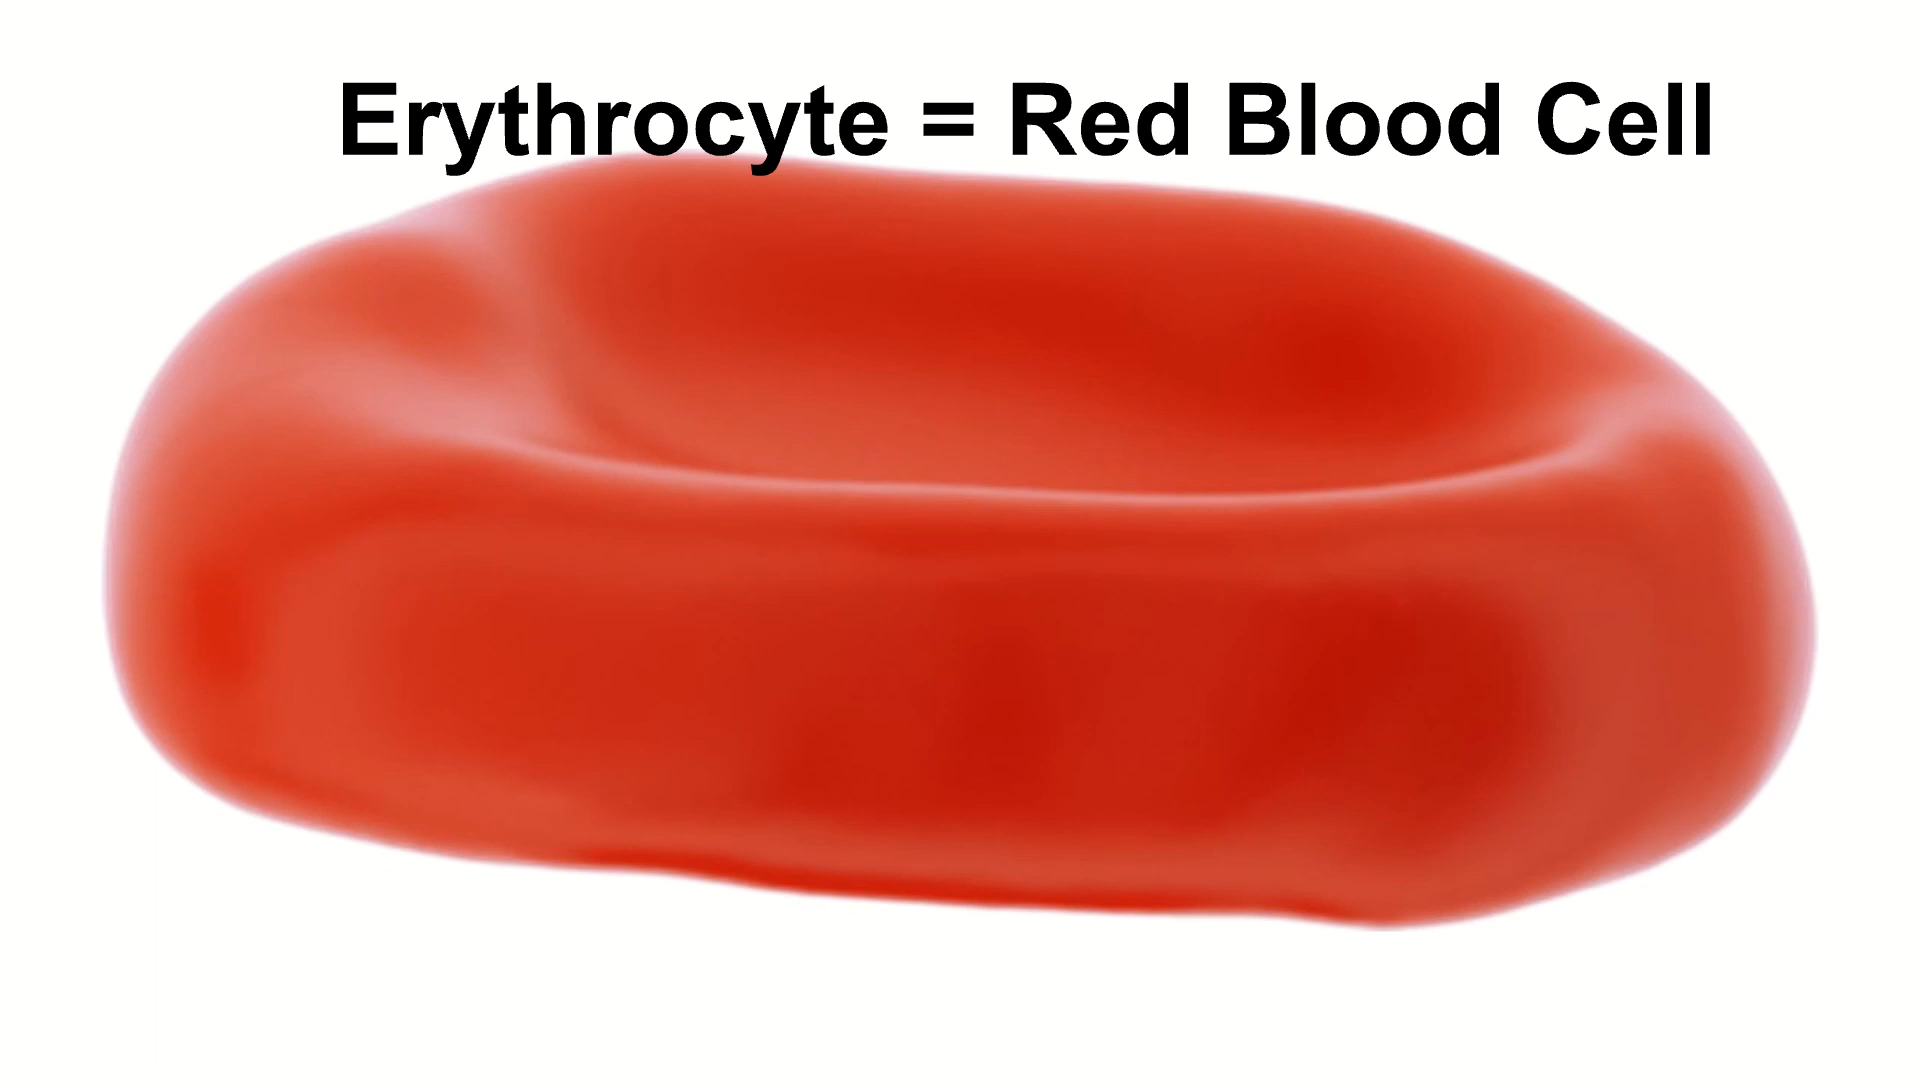 Erythrocyte = Red Blood Cell